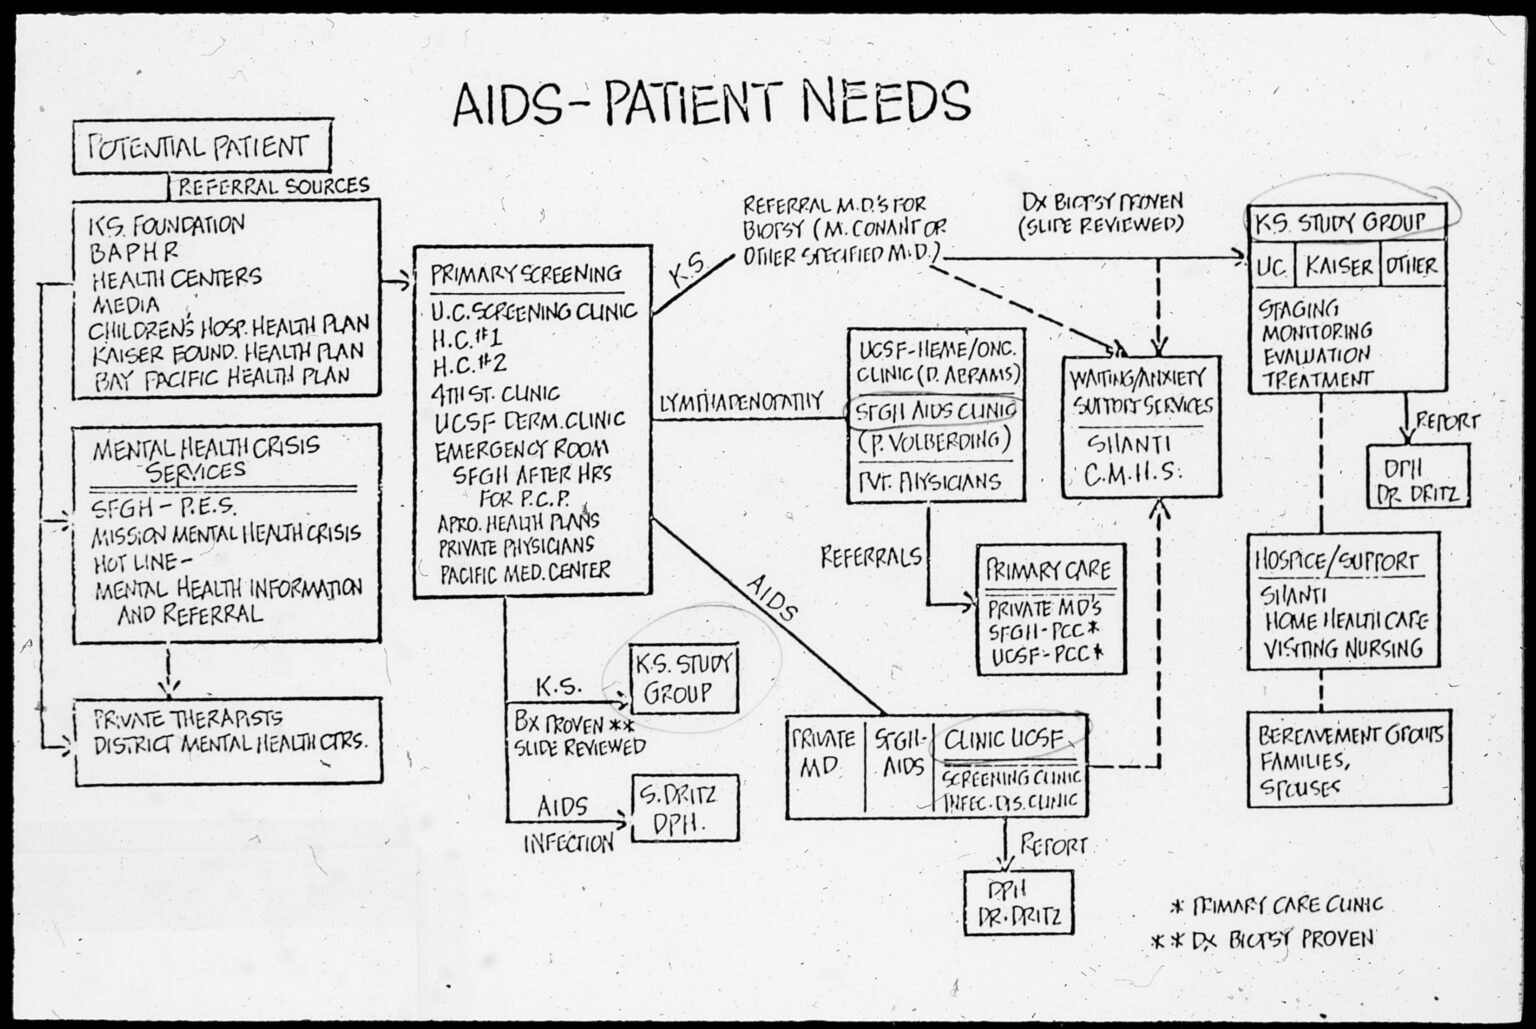 AIDS-PATIENT NEEDS
POTENTIAL PATIENT
REFERRAL SOURCES
K.S. FOUNDATION
BAPHR
HEALTH CENTERS
MEDIA
CHILDREN'S HOSP. HEALTH PLAN
KAISER FOUND. HEALTH PLAN
BAY PACIFIC HEALTH PLAN
MENTAL HEALTH CRISIS
SERVICES
SFGH - P.E.S.
MISSION MENTAL HEALTH CRISIS
HOT LINE -
MENTAL HEALTH INFORMATION
AND REFERRAL
PRIVATE THERAPISTS
DISTRICT MENTAL HEALTH CTRS.
PRIMARY SCREENING
U.C. SCREENING CLINIC
H.C. #1
H.C. #2
4TH ST. CLINIC
UCSF DERM. CLINIC
EMERGENCY ROOM
SFGH AFTER HRS
FOR P.C.P.
APRO. HEALTH PLANS
PRIVATE PHYSICIANS
PACIFIC MED. CENTER
K.S.
REFERRAL M.D.'S FOR
BIOPSY (M. CONANT OR
OTHER SPECIFIED M.D.)
DX BIOPSY PROVEN
(SLIDE REVIEWED)
K.S. STUDY GROUP
UC. KAISER OTHER
STAGING
MONITORING
EVALUATION
TREATMENT
REPORT
DPH
DR. DRITZ
HOSPICE/SUPPORT
SHANTI
HOME HEALTH CARE
VISITING NURSING
BEREAVEMENT GROUPS
FAMILIES,
SPOUSES
LYMPHADENOPATHY
UCSF-HEME/ONC.
CLINIC (D. ABRAMS)
SFGH AIDS CLINIC
(P. VOLBERDING)
PVT. PHYSICIANS
WAITING/ANXIETY
SUPPORT SERVICES
SHANTI
C.M.H.S.
REFERRALS
PRIMARY CARE
PRIVATE MD'S
SFGH-PCC*
UCSF-PCC*
AIDS
PRIVATE MD.
SFGH-AIDS
CLINIC UCSF
SCREENING CLINIC
INFEC. DIS. CLINIC
REPORT
DPH
DR. DRITZ
K.S.
BX PROVEN **
SLIDE REVIEWED
K.S. STUDY
GROUP
AIDS
INFECTION
S. DRITZ
DPH.
* PRIMARY CARE CLINIC
** DX BIOPSY PROVEN